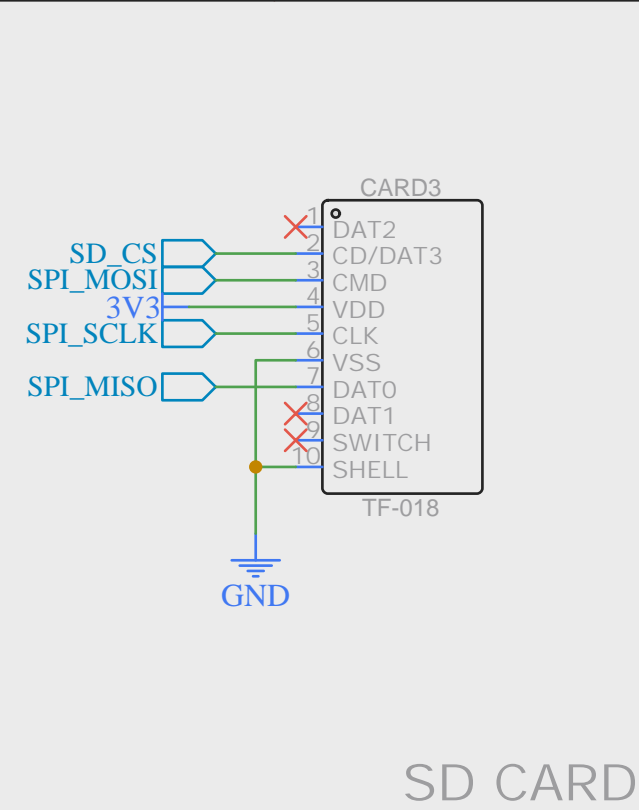 CARD3
1 DAT2
SD_CS 2 CD/DAT3
SPI_MOSI 3 CMD
3V3 4 VDD
SPI_SCLK 5 CLK
6 VSS
SPI_MISO 7 DAT0
8 DAT1
9 SWITCH
10 SHELL
TF-018
GND
SD CARD